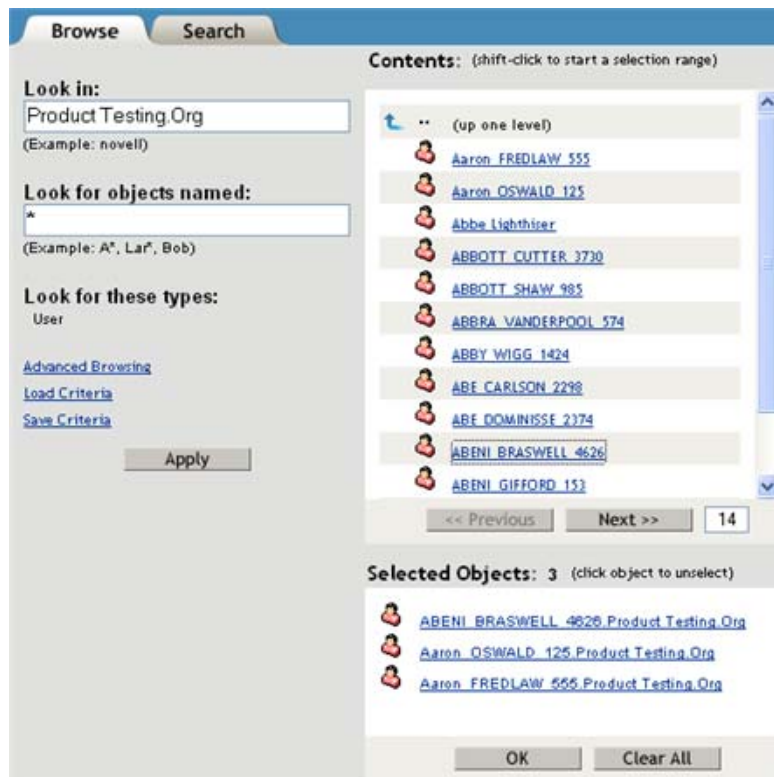 Browse Search
Look in:
Product Testing.Org
(Example: novell)
Look for objects named:
*
(Example: A*, Lar*, Bob)
Look for these types:
User
Advanced Browsing
Load Criteria
Save Criteria
Apply
Contents: (shift-click to start a selection range)
.. (up one level)
Aaron FREDLAW 555
Aaron OSWALD 125
Abbe Lighthiser
ABBOTT CUTTER 3730
ABBOTT SHAW 985
ABBRA VANDERPOOL 574
ABBY WIGG 1424
ABE CARLSON 2298
ABE DOMINISSE 2374
ABENI BRASWELL 4626
ABENI GIFFORD 153
<< Previous Next >> 14
Selected Objects: 3 (click object to unselect)
ABENI BRASWELL 4626.Product Testing.Org
Aaron OSWALD 125.Product Testing.Org
Aaron FREDLAW 555.Product Testing.Org
OK Clear All